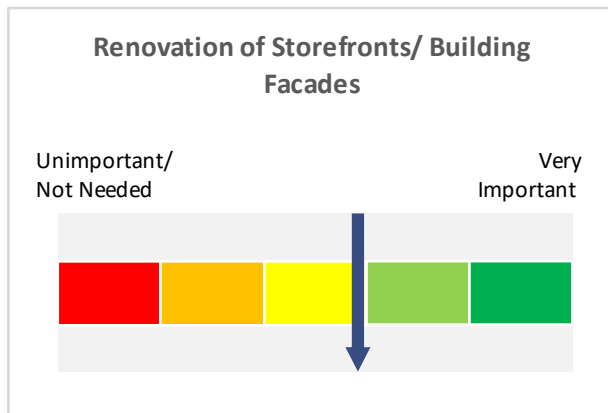 Renovation of Storefronts/ Building
Facades
Unimportant/
Not Needed
Very
Important